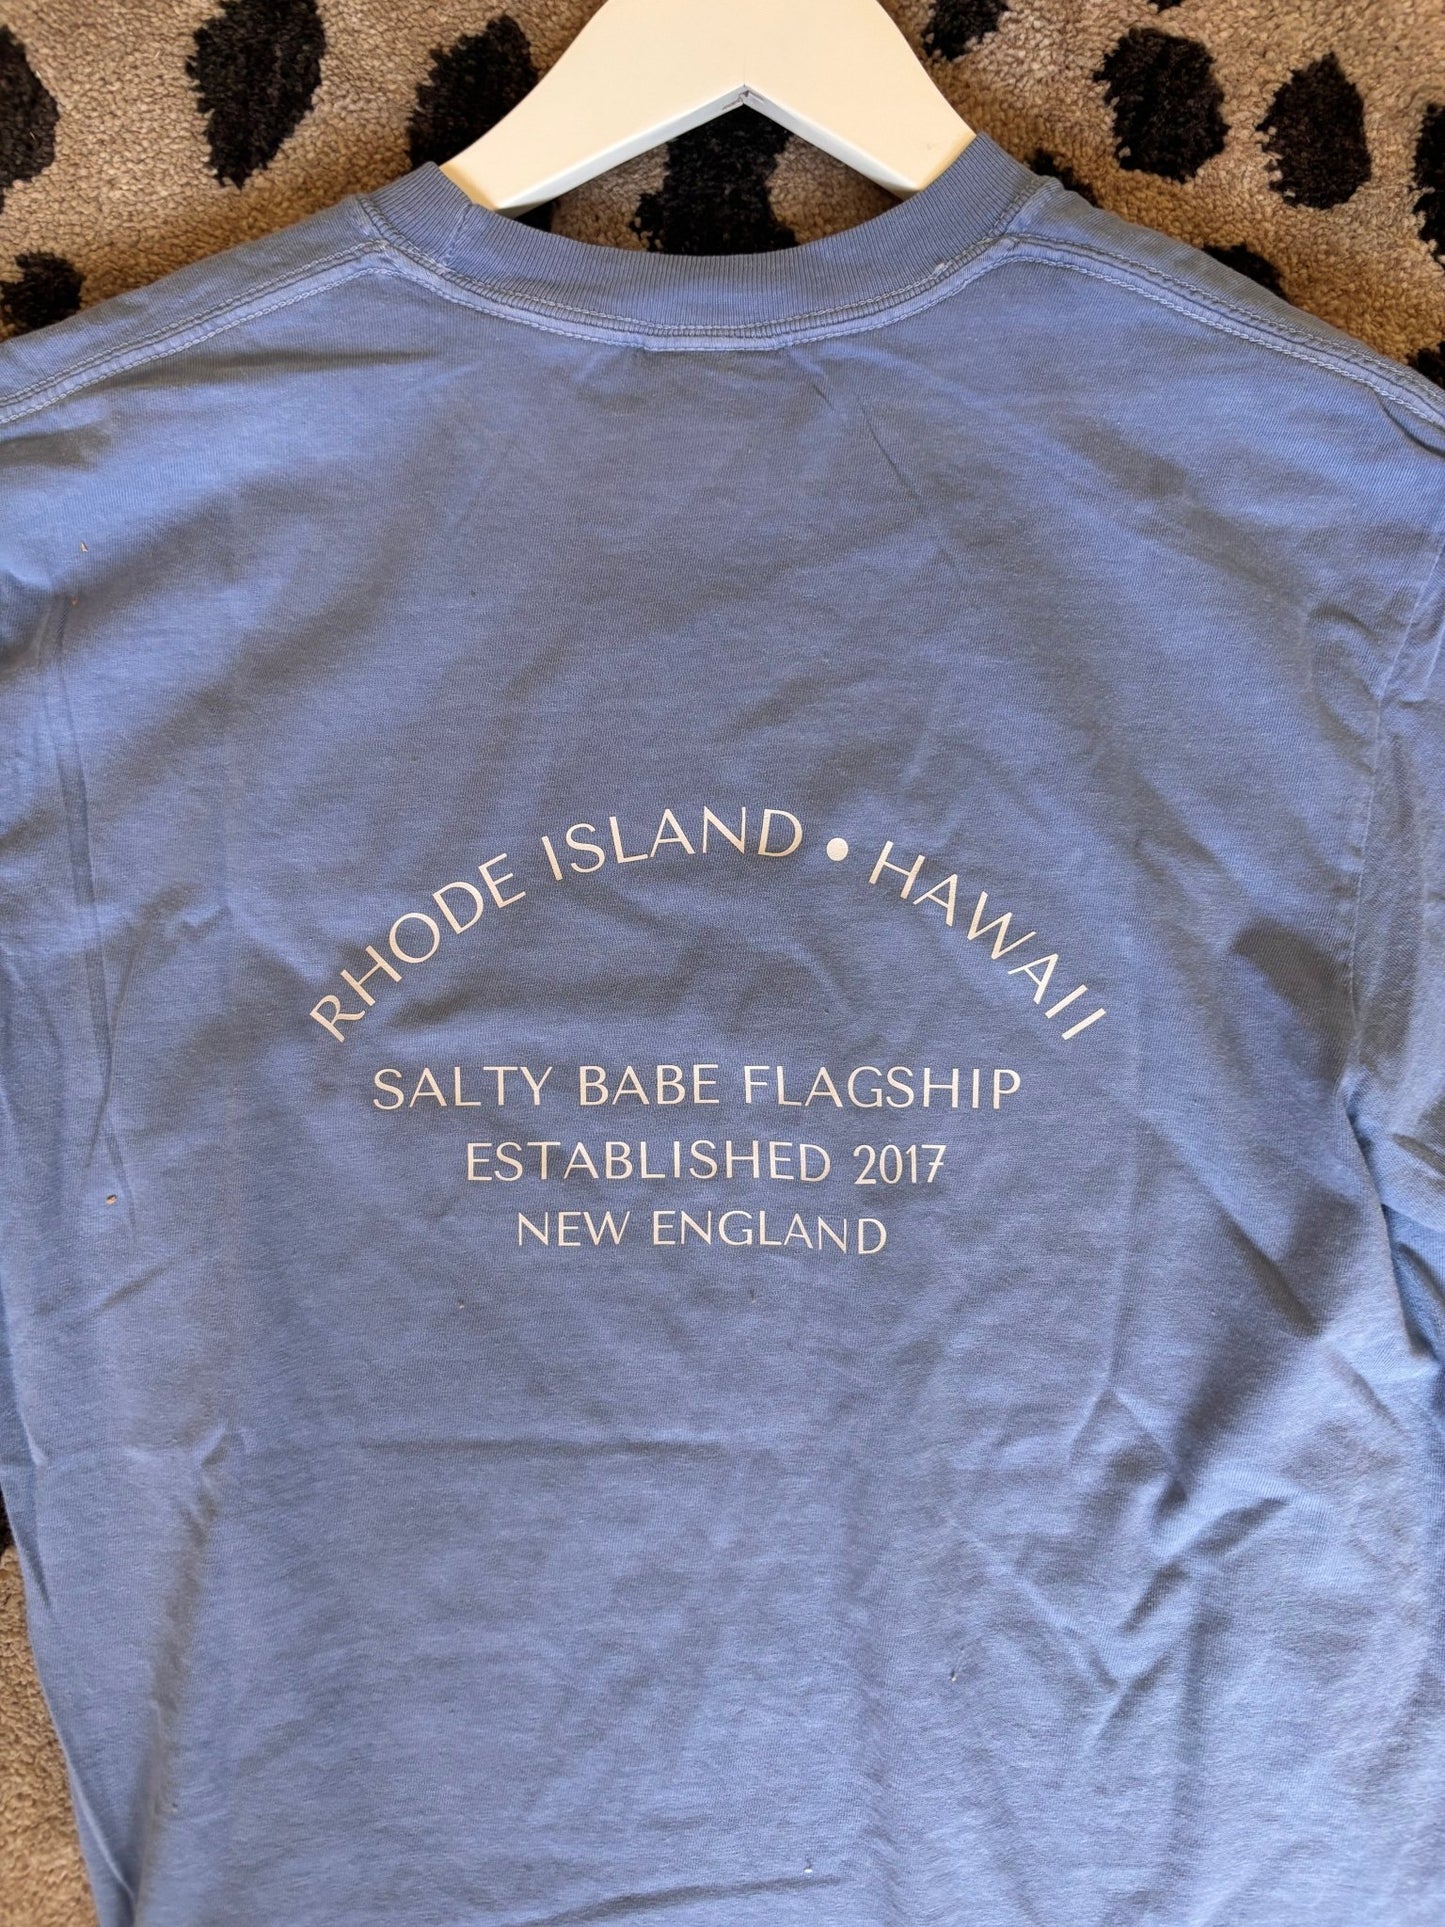 RHODE ISLAND • HAWAII
SALTY BABE FLAGSHIP
ESTABLISHED 2017
NEW ENGLAND